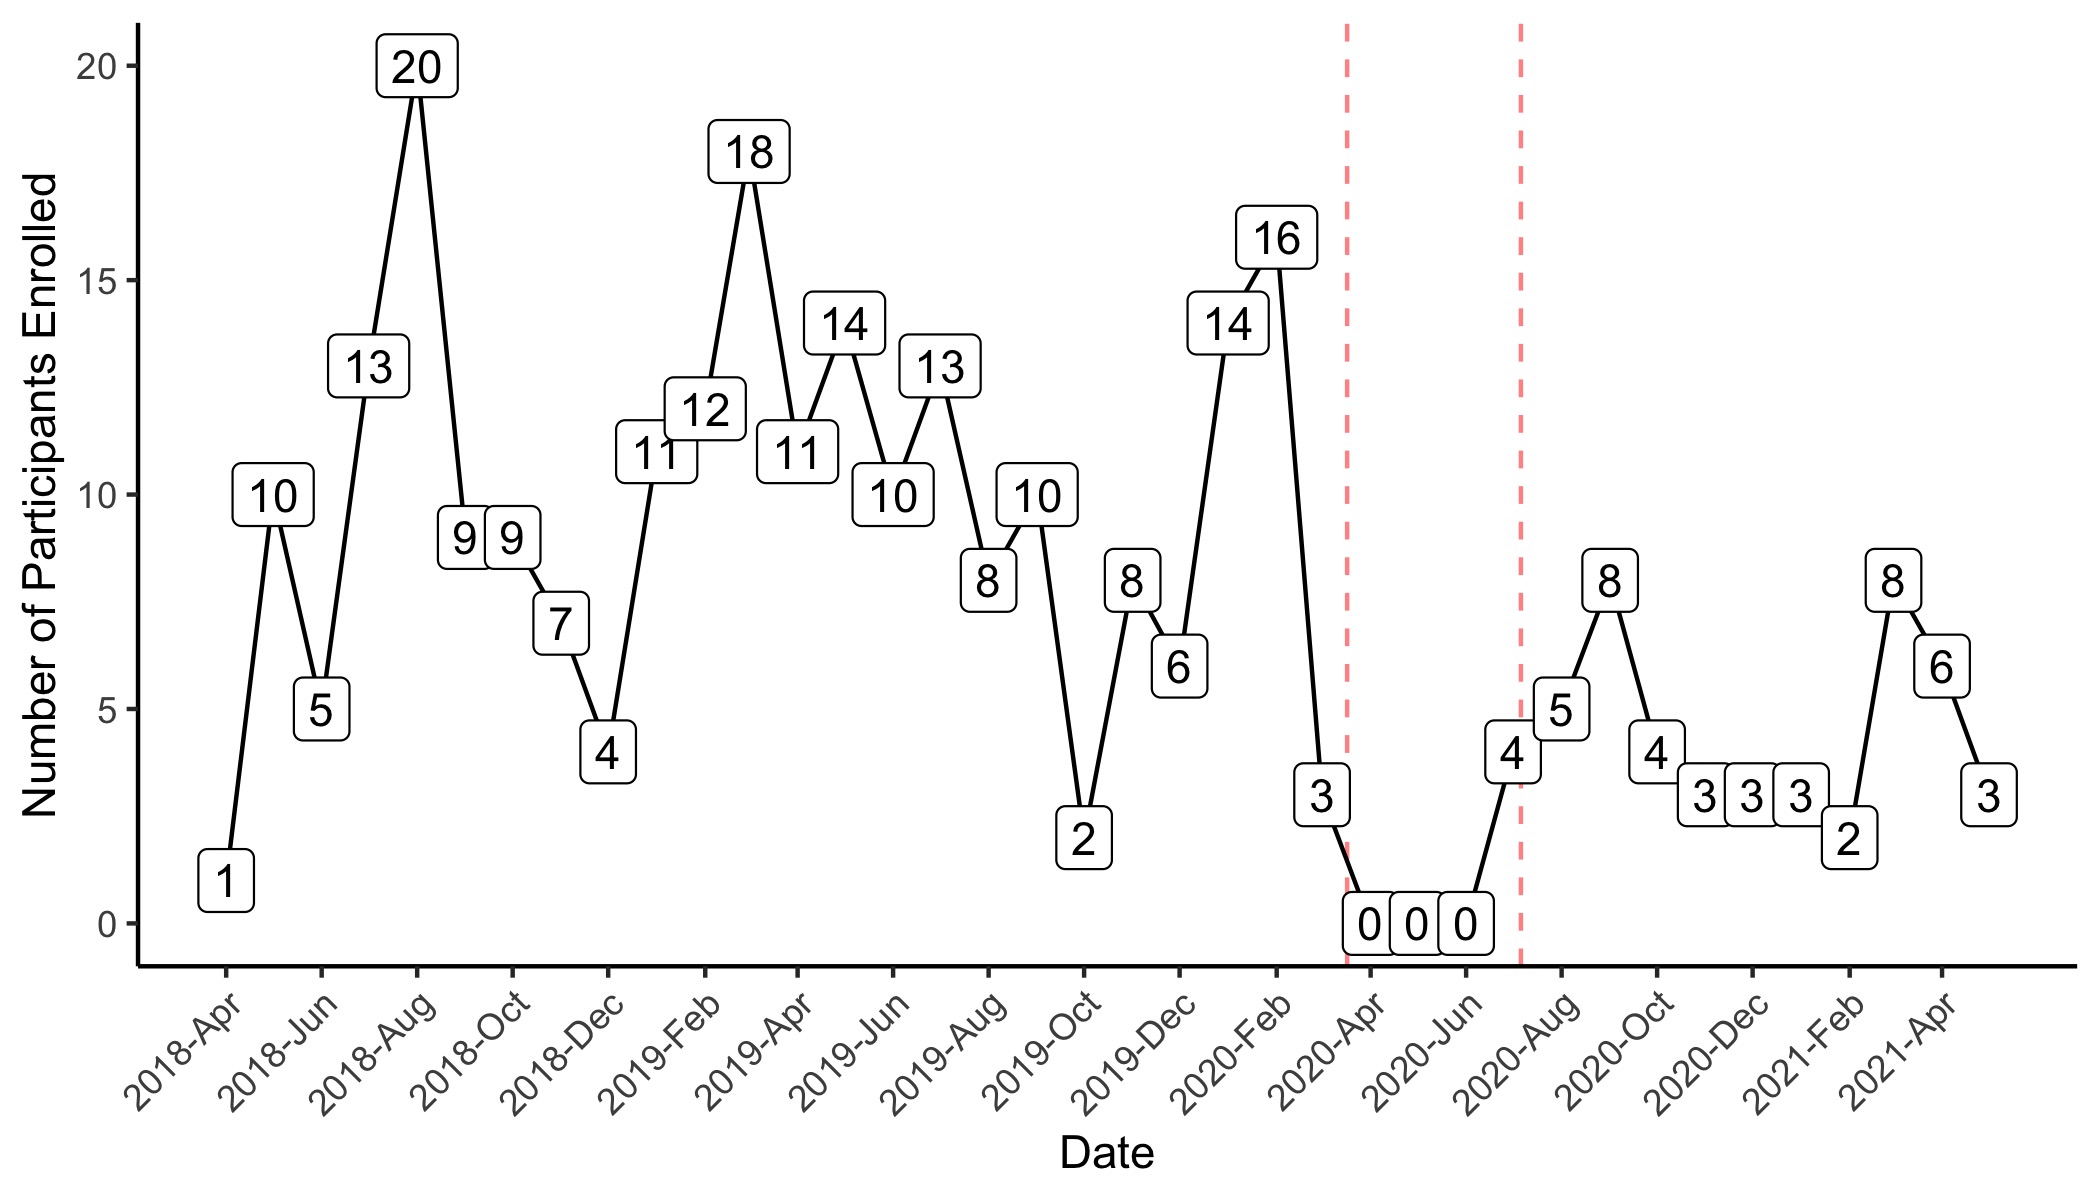 Number of Participants Enrolled
20
15
10
5
0
1
10
5
13
20
9
9
7
4
11
12
18
11
14
10
13
8
10
2
8
6
14
16
3
0
0
0
4
5
8
4
3
3
3
2
8
6
3
2018-Apr
2018-Jun
2018-Aug
2018-Oct
2018-Dec
2019-Feb
2019-Apr
2019-Jun
2019-Aug
2019-Oct
2019-Dec
2020-Feb
2020-Apr
2020-Jun
2020-Aug
2020-Oct
2020-Dec
2021-Feb
2021-Apr
Date